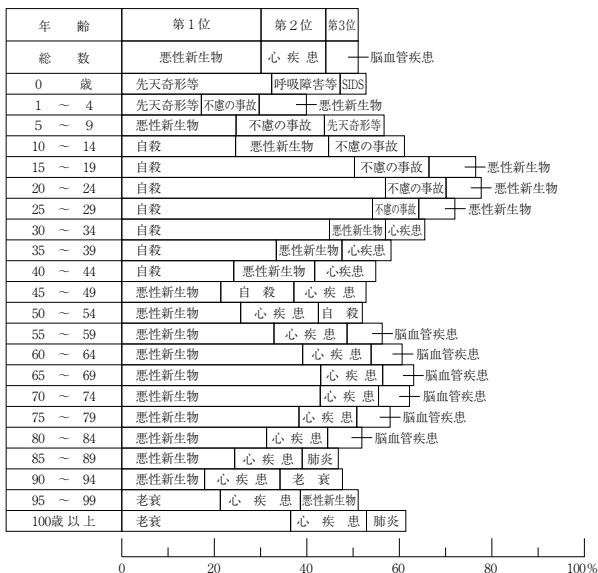 年 齢 第1位 第2位 第3位
総 数 悪性新生物 心疾患 脳血管疾患
0 歳 先天奇形等 呼吸障害等 SIDS
1 ～ 4 先天奇形等 不慮の事故 悪性新生物
5 ～ 9 悪性新生物 不慮の事故 先天奇形等
10 ～ 14 自殺 悪性新生物 不慮の事故
15 ～ 19 自殺 不慮の事故 悪性新生物
20 ～ 24 自殺 不慮の事故 悪性新生物
25 ～ 29 自殺 不慮の事故 悪性新生物
30 ～ 34 自殺 悪性新生物 心疾患
35 ～ 39 自殺 悪性新生物 心疾患
40 ～ 44 自殺 悪性新生物 心疾患
45 ～ 49 悪性新生物 自殺 心疾患
50 ～ 54 悪性新生物 心疾患 自殺
55 ～ 59 悪性新生物 心疾患 脳血管疾患
60 ～ 64 悪性新生物 心疾患 脳血管疾患
65 ～ 69 悪性新生物 心疾患 脳血管疾患
70 ～ 74 悪性新生物 心疾患 脳血管疾患
75 ～ 79 悪性新生物 心疾患 脳血管疾患
80 ～ 84 悪性新生物 心疾患 脳血管疾患
85 ～ 89 悪性新生物 心疾患 肺炎
90 ～ 94 悪性新生物 心疾患 老衰
95 ～ 99 老衰 心疾患 悪性新生物
100歳以上 老衰 心疾患 肺炎
0 20 40 60 80 100%